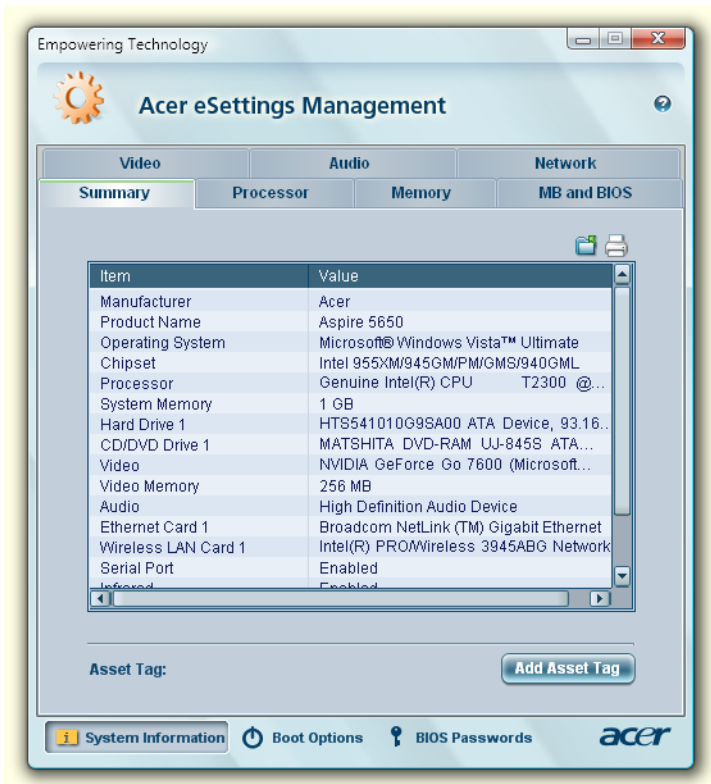 Empowering Technology
Acer eSettings Management
Video Audio Network
Summary Processor Memory MB and BIOS
Item Value
Manufacturer Acer
Product Name Aspire 5650
Operating System Microsoft® Windows Vista™ Ultimate
Chipset Intel 955XM/945GM/PM/GMS/940GML
Processor Genuine Intel(R) CPU T2300 @...
System Memory 1 GB
Hard Drive 1 HTS541010G9SA00 ATA Device, 93.16..
CD/DVD Drive 1 MATSHITA DVD-RAM UJ-845S ATA...
Video NVIDIA GeForce Go 7600 (Microsoft...
Video Memory 256 MB
Audio High Definition Audio Device
Ethernet Card 1 Broadcom NetLink (TM) Gigabit Ethernet
Wireless LAN Card 1 Intel(R) PRO/Wireless 3945ABG Network
Serial Port Enabled
Infrared Enabled
Asset Tag: Add Asset Tag
System Information Boot Options BIOS Passwords acer